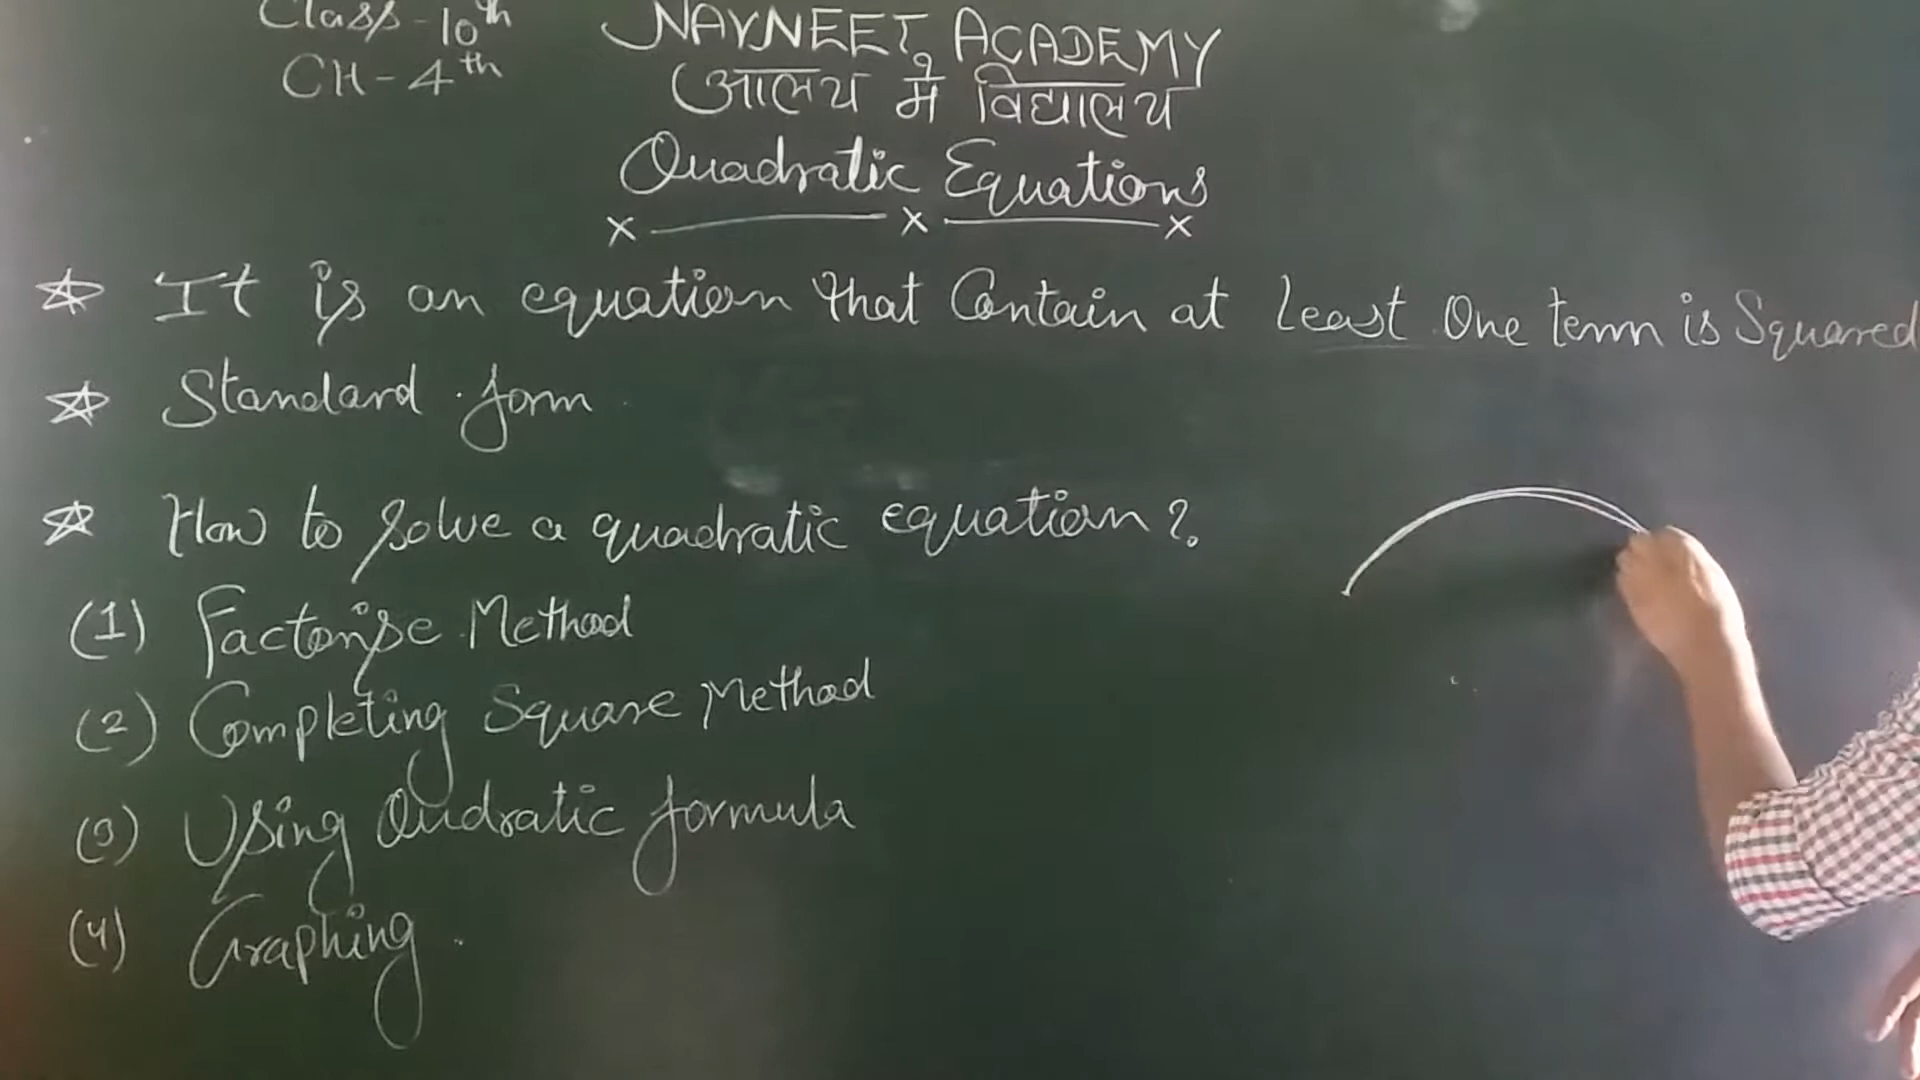 Class - 10th
CH - 4th
NAVNEET ACADEMY
आलय में विद्यालय
Quadratic Equations
x x x
☆ It is an equation that Contain at least One term is Squared
☆ Standard form
☆ How to solve a quadratic equation?
(1) Factorise Method
(2) Completing Square Method
(3) Using Qudratic formula
(4) Graphing.